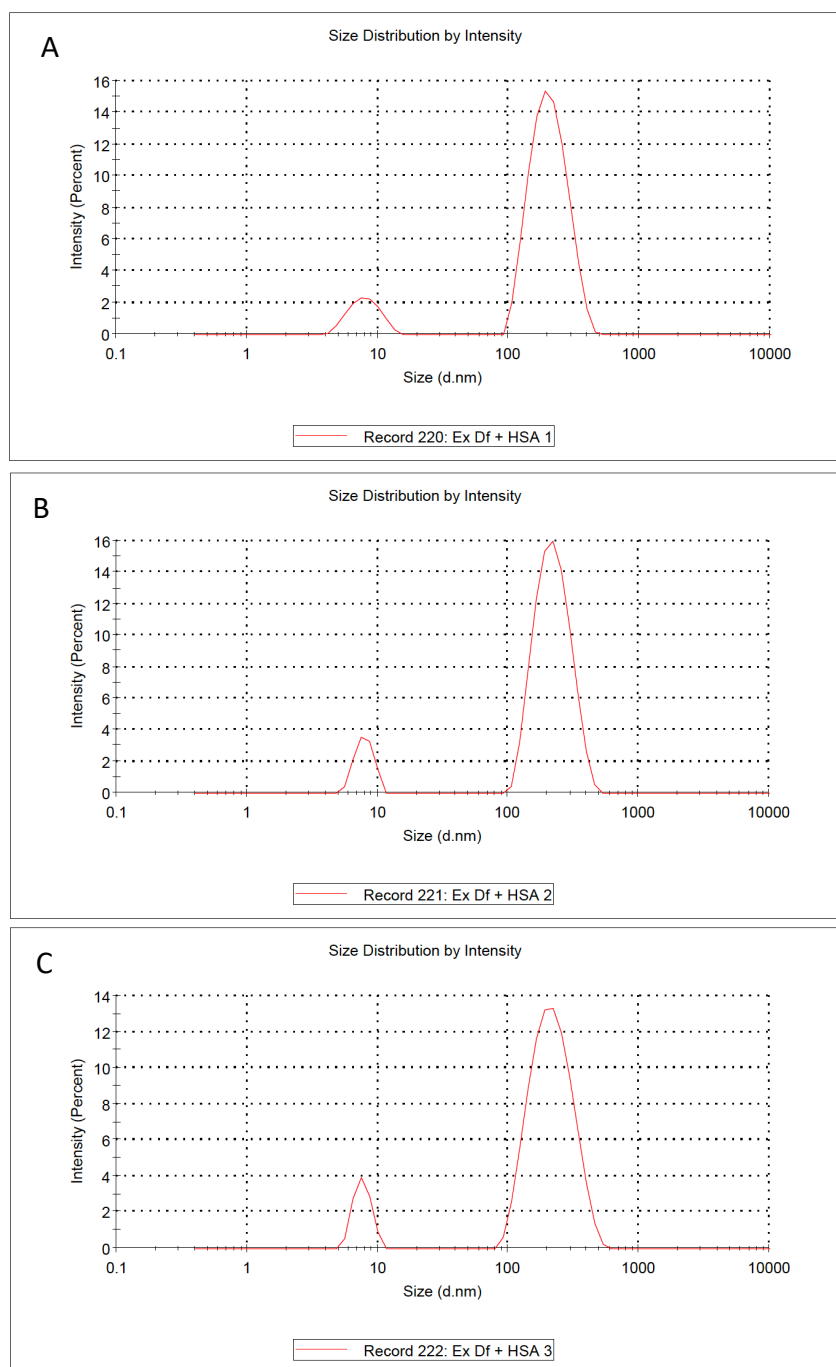 A
Size Distribution by Intensity
Intensity (Percent)
16
14
12
10
8
6
4
2
0
0.1 1 10 100 1000 10000
Size (d.nm)
Record 220: Ex Df + HSA 1
B
Size Distribution by Intensity
Intensity (Percent)
16
14
12
10
8
6
4
2
0
0.1 1 10 100 1000 10000
Size (d.nm)
Record 221: Ex Df + HSA 2
C
Size Distribution by Intensity
Intensity (Percent)
14
12
10
8
6
4
2
0
0.1 1 10 100 1000 10000
Size (d.nm)
Record 222: Ex Df + HSA 3